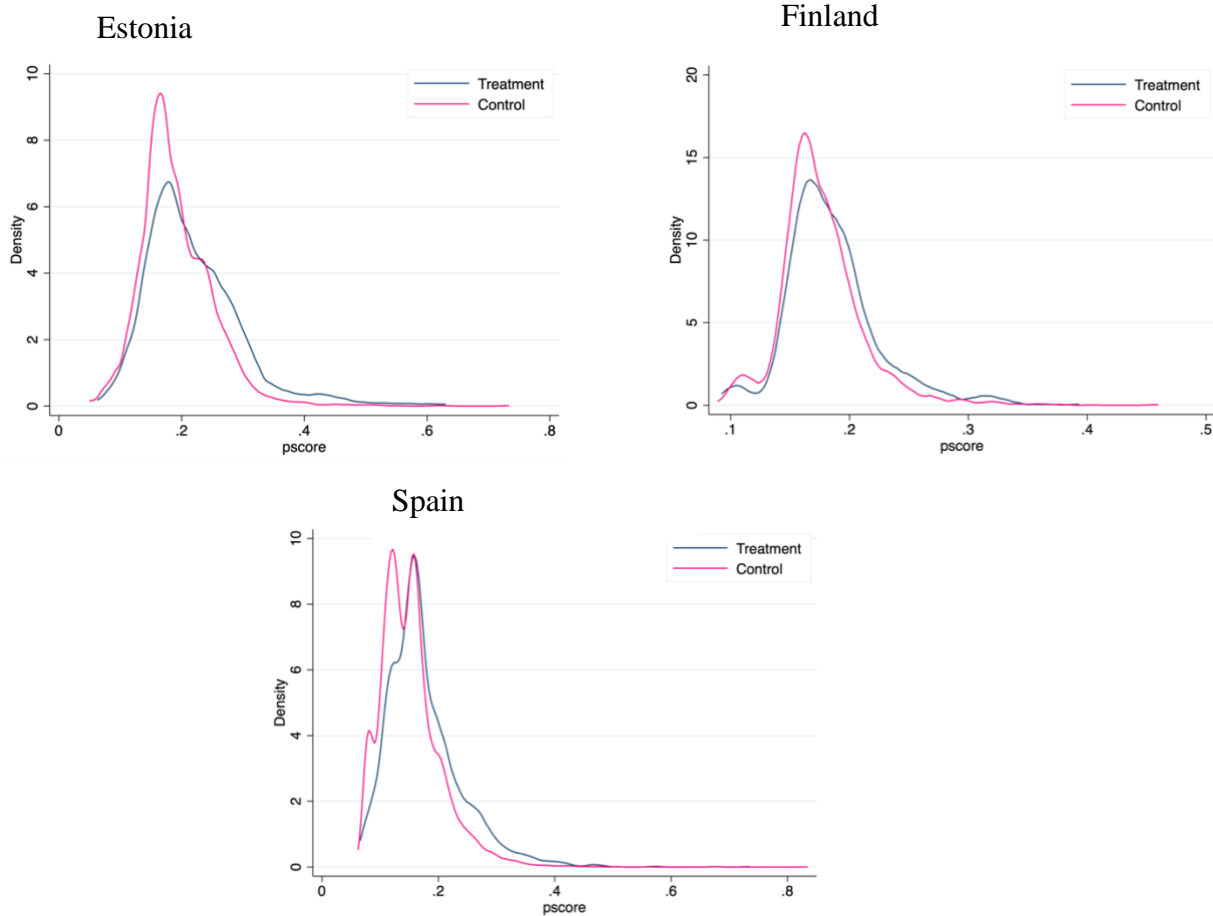 Estonia
10
8
6
4
2
0
Density
0 .2 .4 .6 .8
pscore
Treatment
Control
Finland
20
15
10
5
0
Density
.1 .2 .3 .4 .5
pscore
Treatment
Control
Spain
10
8
6
4
2
0
Density
0 .2 .4 .6 .8
pscore
Treatment
Control